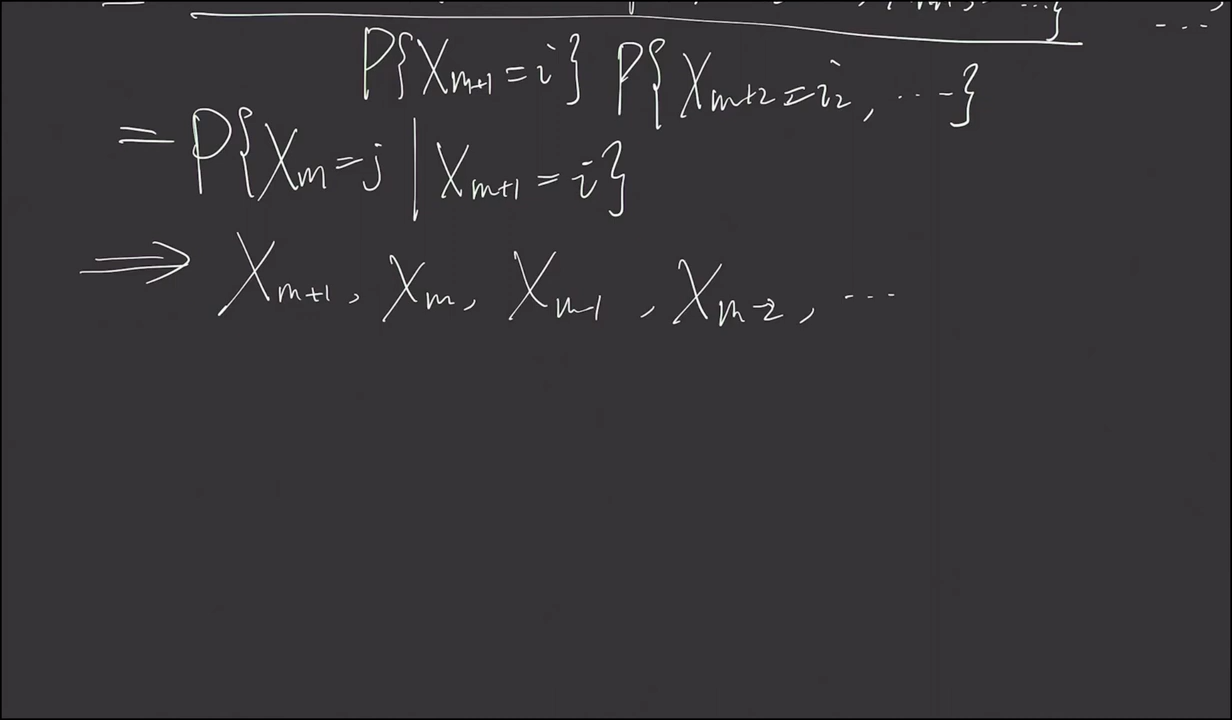 P{X_{m+1} = i} P{X_{m+2} = i_2, ...}
= P{X_m = j | X_{m+1} = i}
⇒ X_{m+1}, X_m, X_{m-1}, X_{m-2}, ...